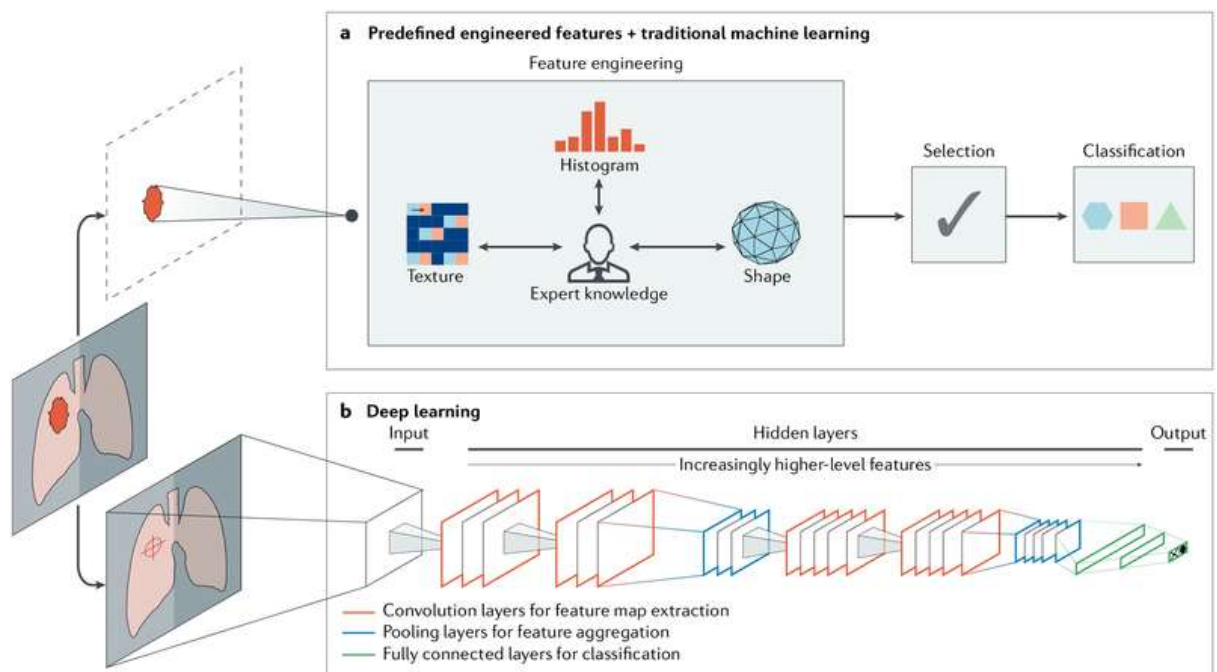 a Predefined engineered features + traditional machine learning
Feature engineering
Histogram
Texture
Expert knowledge
Shape
Selection
Classification
b Deep learning
Input
Hidden layers
Output
Increasingly higher-level features
Convolution layers for feature map extraction
Pooling layers for feature aggregation
Fully connected layers for classification